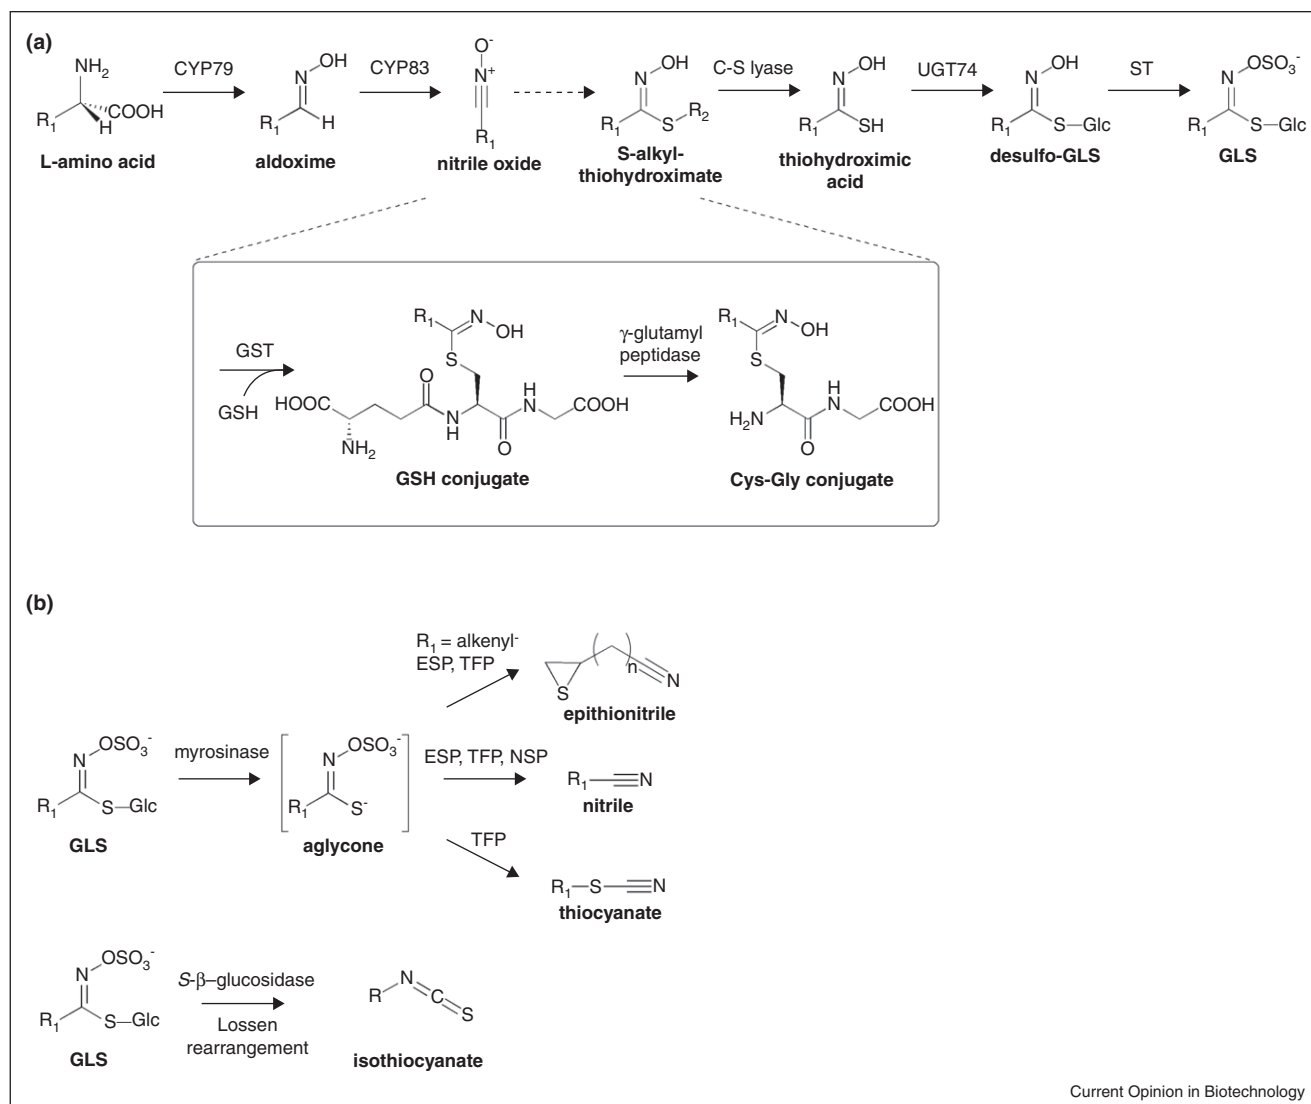 (a)
NH₂
COOH
H
R₁
L-amino acid
CYP79
N
OH
R₁
H
aldoxime
CYP83
O⁻
N⁺
R₁
nitrile oxide
N
OH
R₁
S
R₂
S-alkyl-
thiohydroximate
C-S lyase
N
OH
R₁
SH
thiohydroximic
acid
UGT74
N
OH
R₁
S—Glc
desulfo-GLS
ST
N
OSO₃⁻
R₁
S—Glc
GLS
GST
GSH
R₁
N
OH
S
O
HOOC
NH₂
N
H
O
H
N
COOH
GSH conjugate
γ-glutamyl
peptidase
R₁
N
OH
S
H₂N
O
H
N
COOH
Cys-Gly conjugate
(b)
N
OSO₃⁻
R₁
S—Glc
GLS
myrosinase
N
OSO₃⁻
R₁
S⁻
aglycone
R₁ = alkenyl-
ESP, TFP
S
n
N
epithionitrile
ESP, TFP, NSP
R₁
N
nitrile
TFP
R₁
S
N
thiocyanate
N
OSO₃⁻
R₁
S—Glc
GLS
S-β–glucosidase
Lossen
rearrangement
R
N
C
S
isothiocyanate
Current Opinion in Biotechnology